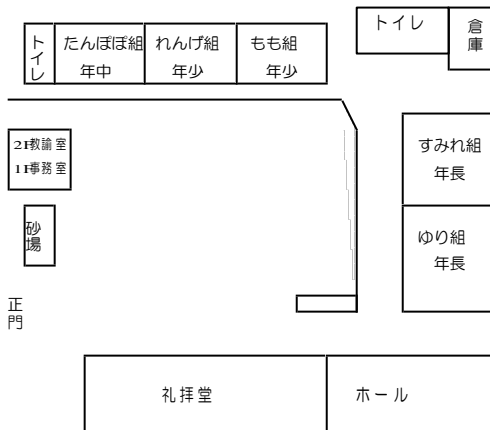 トイレ
倉庫
トイレ
たんぽぽ組
年中
れんげ組
年少
もも組
年少
2F教諭室
1F事務室
すみれ組
年長
砂場
ゆり組
年長
正門
礼拝堂
ホール